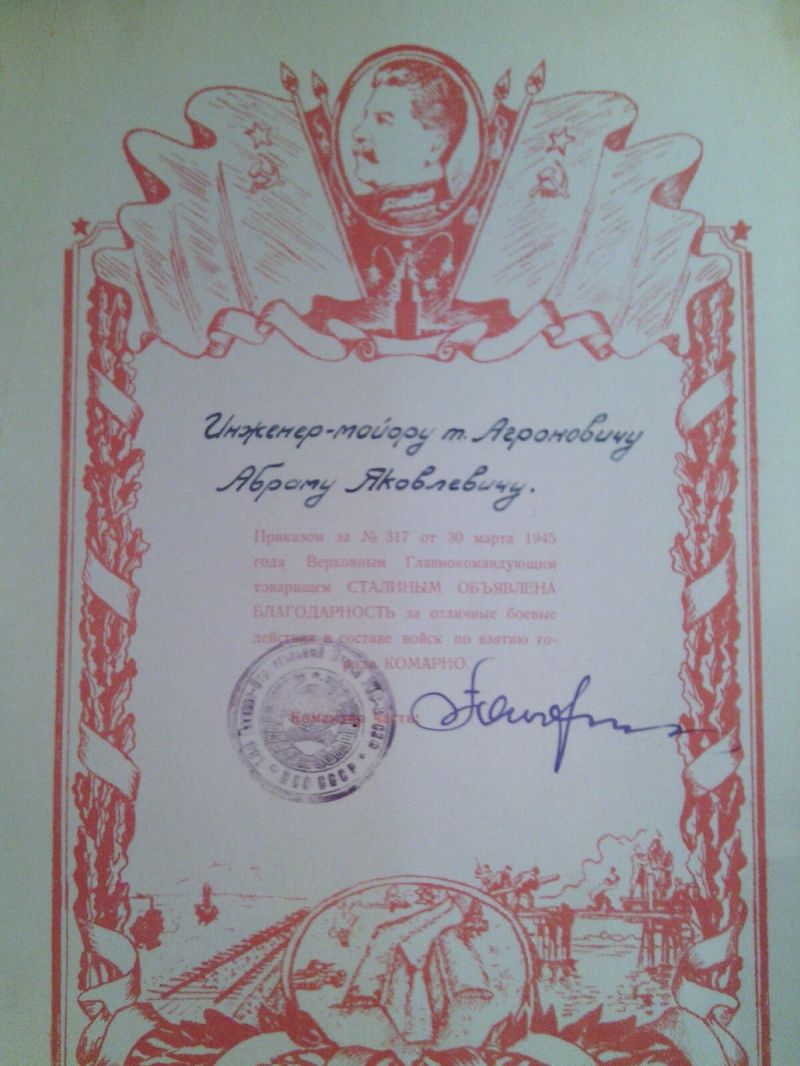 Инженер-майору т. Агроновичу
Абраму Яковлевичу.
Приказом за № 317 от 30 марта 1945
года Верховным Главнокомандующим
товарищем СТАЛИНЫМ ОБЪЯВЛЕНА
БЛАГОДАРНОСТЬ за отличные боевые
действия в составе войск по взятию го-
рода КОМАРНО.
части:
СССР